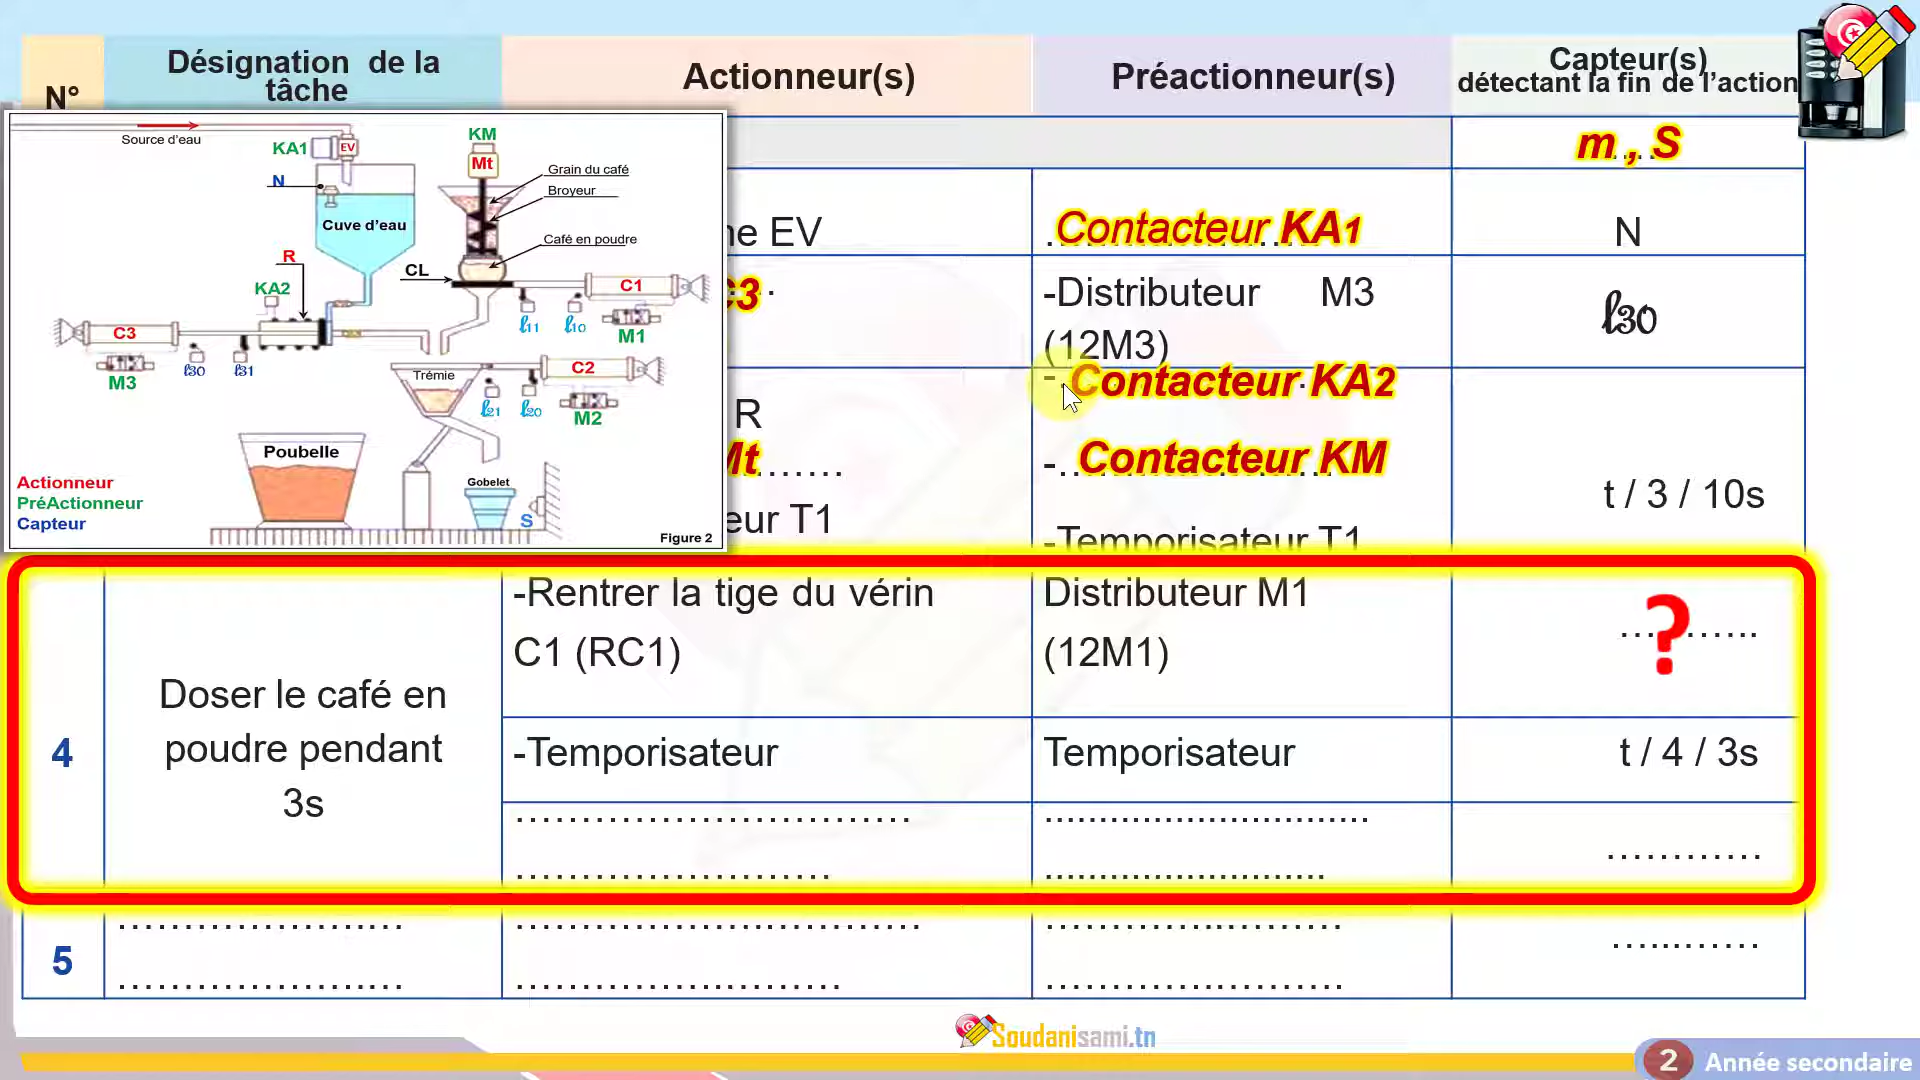 N°
Désignation de la
tâche
Actionneur(s)
Préactionneur(s)
Capteur(s)
détectant la fin de l'action
m , S
Source d'eau
KA1
EV
N
Cuve d'eau
KM
Mt
Grain du café
Broyeur
Café en poudre
R
KA2
CL
C1
ℓ11
ℓ10
M1
C3
M3
ℓ30
ℓ31
Trémie
C2
ℓ21
ℓ20
M2
Poubelle
Gobelet
S
Actionneur
PréActionneur
Capteur
Figure 2
ne EV
Contacteur KA1
N
C3
-Distributeur M3
(12M3)
ℓ30
R
- Contacteur KA2
Mt.......
- Contacteur KM
eur T1
-Temporisateur T1
t / 3 / 10s
4
Doser le café en
poudre pendant
3s
-Rentrer la tige du vérin
C1 (RC1)
Distributeur M1
(12M1)
?
-Temporisateur
Temporisateur
t / 4 / 3s
5
Soudanisami.tn
2 Année secondaire